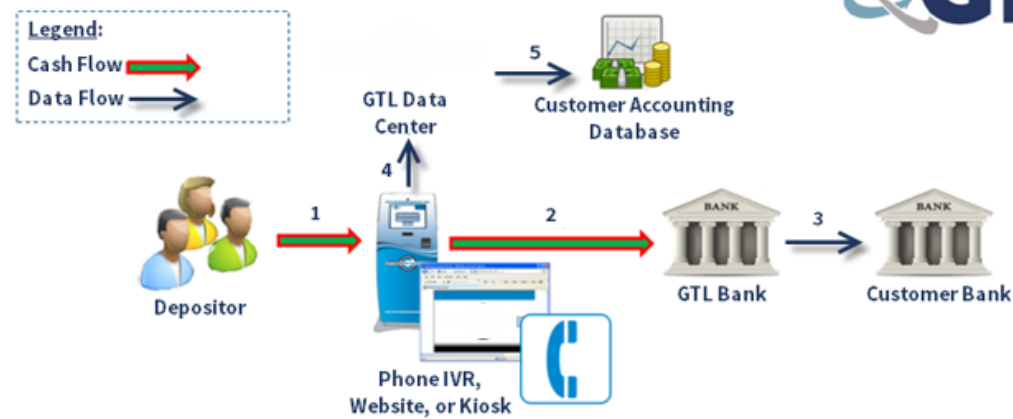 Legend:
Cash Flow
Data Flow
5
GTL Data
Center
Customer Accounting
Database
4
1
2
BANK
3
BANK
Depositor
GTL Bank
Customer Bank
Phone IVR,
Website, or Kiosk